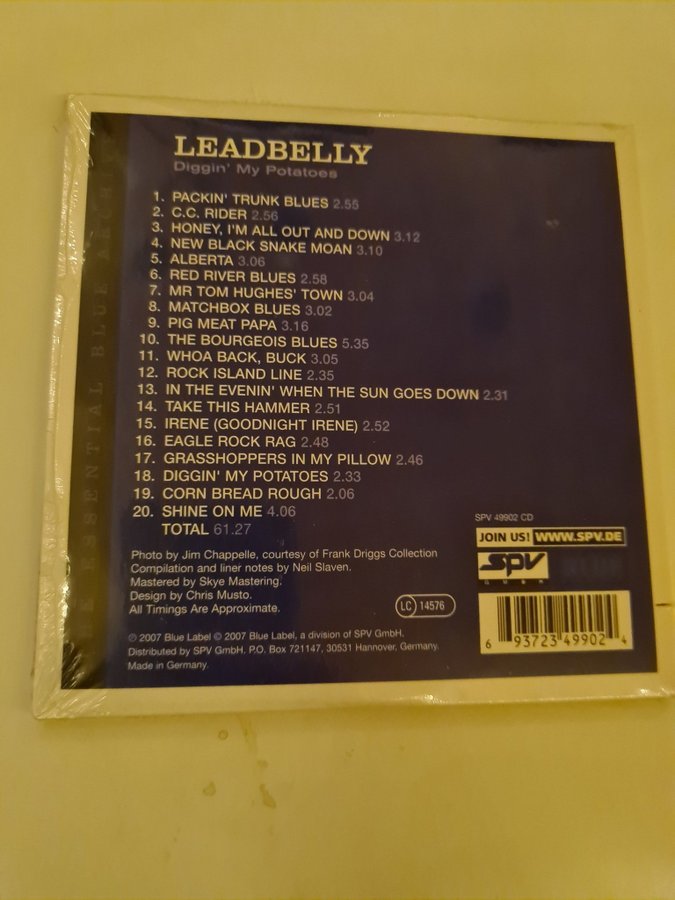 LEADBELLY
Diggin' My Potatoes
1. PACKIN' TRUNK BLUES 2.55
2. C.C. RIDER 2.56
3. HONEY, I'M ALL OUT AND DOWN 3.12
4. NEW BLACK SNAKE MOAN 3.10
5. ALBERTA 3.06
6. RED RIVER BLUES 2.58
7. MR TOM HUGHES' TOWN 3.04
8. MATCHBOX BLUES 3.02
9. PIG MEAT PAPA 3.16
10. THE BOURGEOIS BLUES 5.35
11. WHOA BACK, BUCK 3.05
12. ROCK ISLAND LINE 2.35
13. IN THE EVENIN' WHEN THE SUN GOES DOWN 2.31
14. TAKE THIS HAMMER 2.51
15. IRENE (GOODNIGHT IRENE) 2.52
16. EAGLE ROCK RAG 2.48
17. GRASSHOPPERS IN MY PILLOW 2.46
18. DIGGIN' MY POTATOES 2.33
19. CORN BREAD ROUGH 2.06
20. SHINE ON ME 4.06
TOTAL 61.27
Photo by Jim Chappelle, courtesy of Frank Driggs Collection
Compilation and liner notes by Neil Slaven.
Mastered by Skye Mastering.
Design by Chris Musto.
All Timings Are Approximate.
℗ 2007 Blue Label © 2007 Blue Label, a division of SPV GmbH.
Distributed by SPV GmbH, P.O. Box 721147, 30531 Hannover, Germany.
Made in Germany.
LC 14576
SPV 49902 CD
JOIN US! WWW.SPV.DE
SPV
GMBH
6 93723 49902 4
ESSENTIAL BLUE ARCHIVE